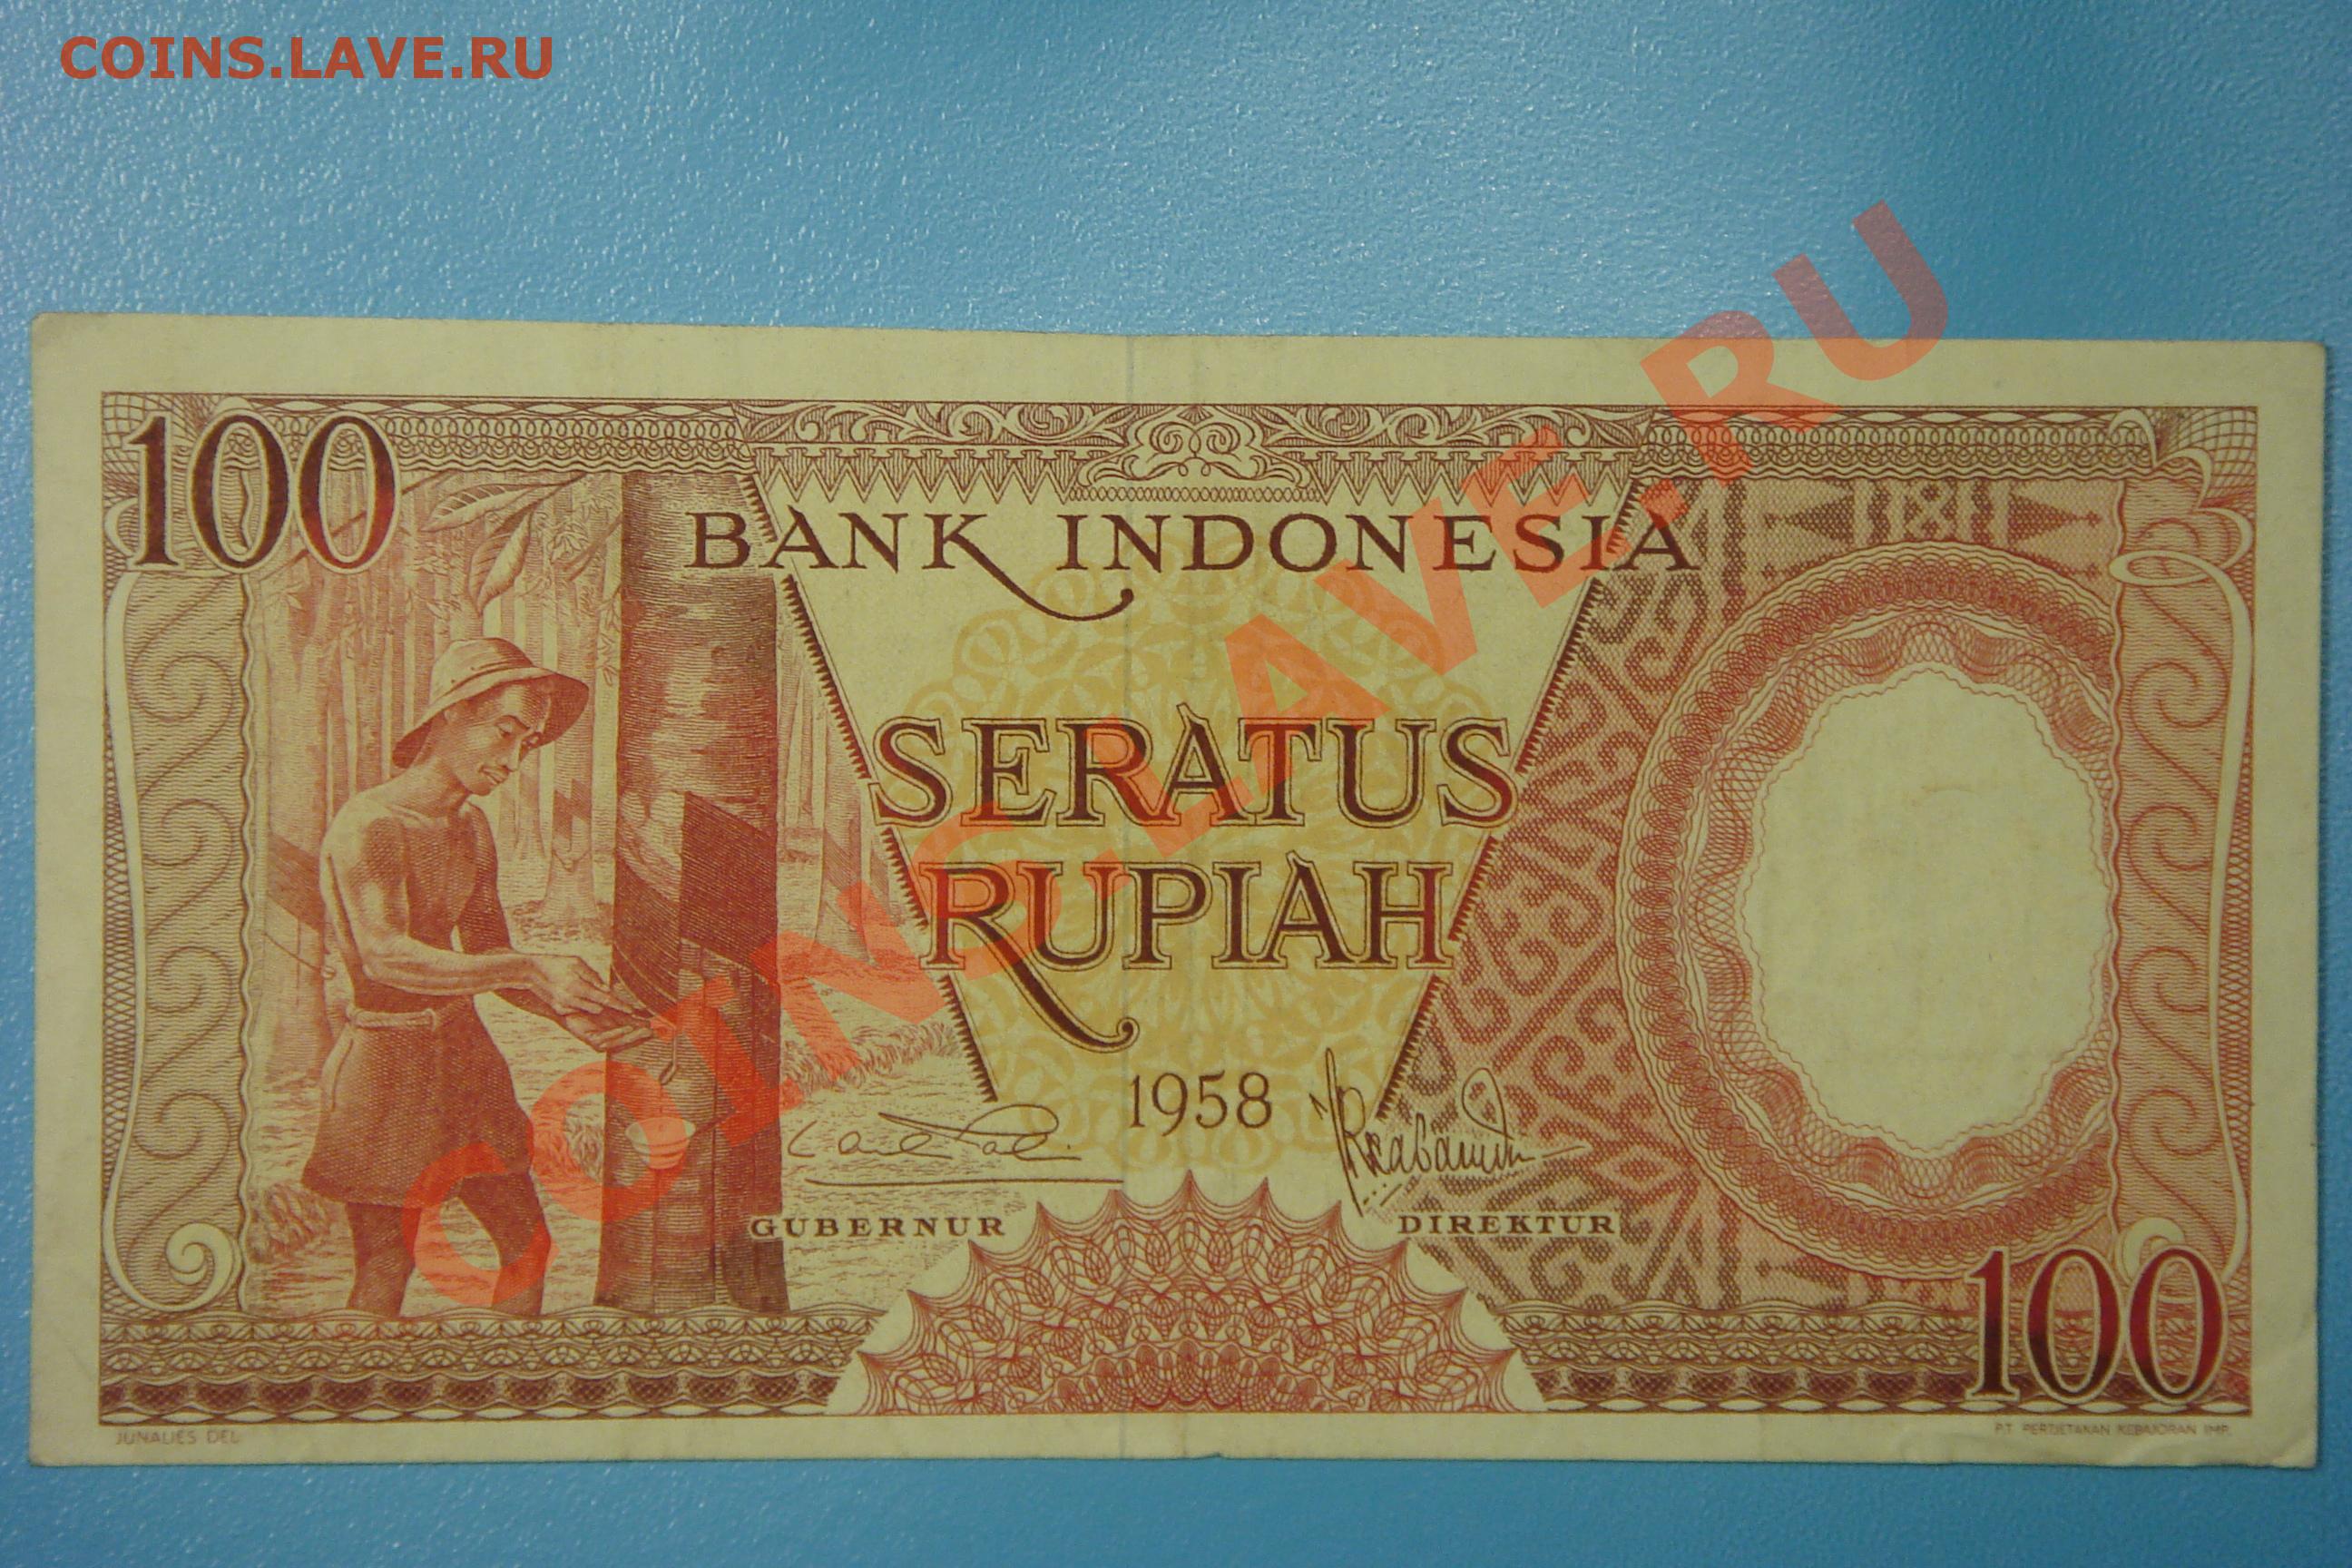 COINS.LAVE.RU
COINS.LAVE.RU
100
BANK INDONESIA
SERATUS
RUPIAH
1958
GUBERNUR
DIREKTUR
100
JUNALIES DEL.
P.T. PERTJETAKAN KEBAJORAN IMP.